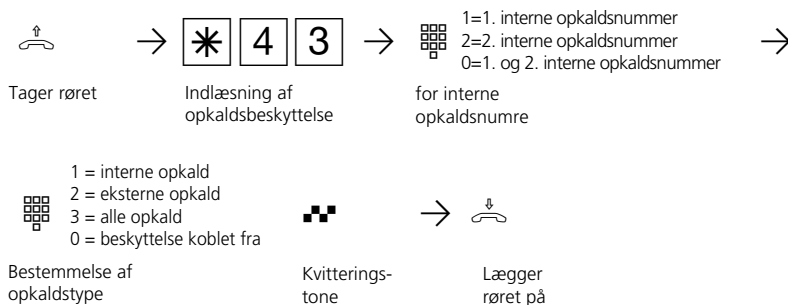 * 4 3
1=1. interne opkaldsnummer
2=2. interne opkaldsnummer
0=1. og 2. interne opkaldsnummer
Tager røret
Indlæsning af
opkaldsbeskyttelse
for interne
opkaldsnumre
1 = interne opkald
2 = eksterne opkald
3 = alle opkald
0 = beskyttelse koblet fra
Bestemmelse af
opkaldstype
Kvitterings-
tone
Lægger
røret på